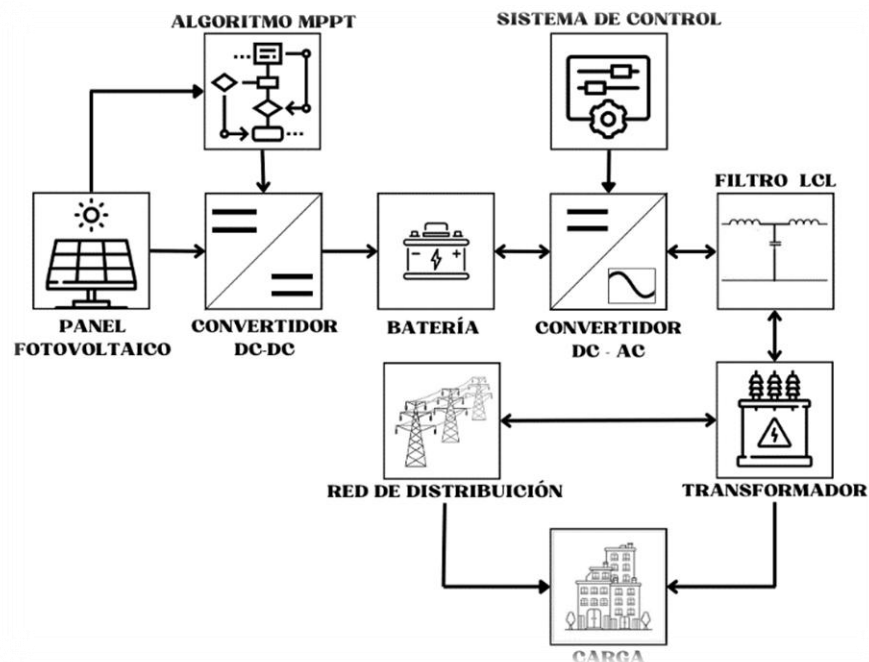 ALGORITMO MPPT
SISTEMA DE CONTROL
FILTRO LCL
PANEL
FOTOVOLTAICO
CONVERTIDOR
DC-DC
BATERÍA
CONVERTIDOR
DC - AC
RED DE DISTRIBUICIÓN
TRANSFORMADOR
CARGA